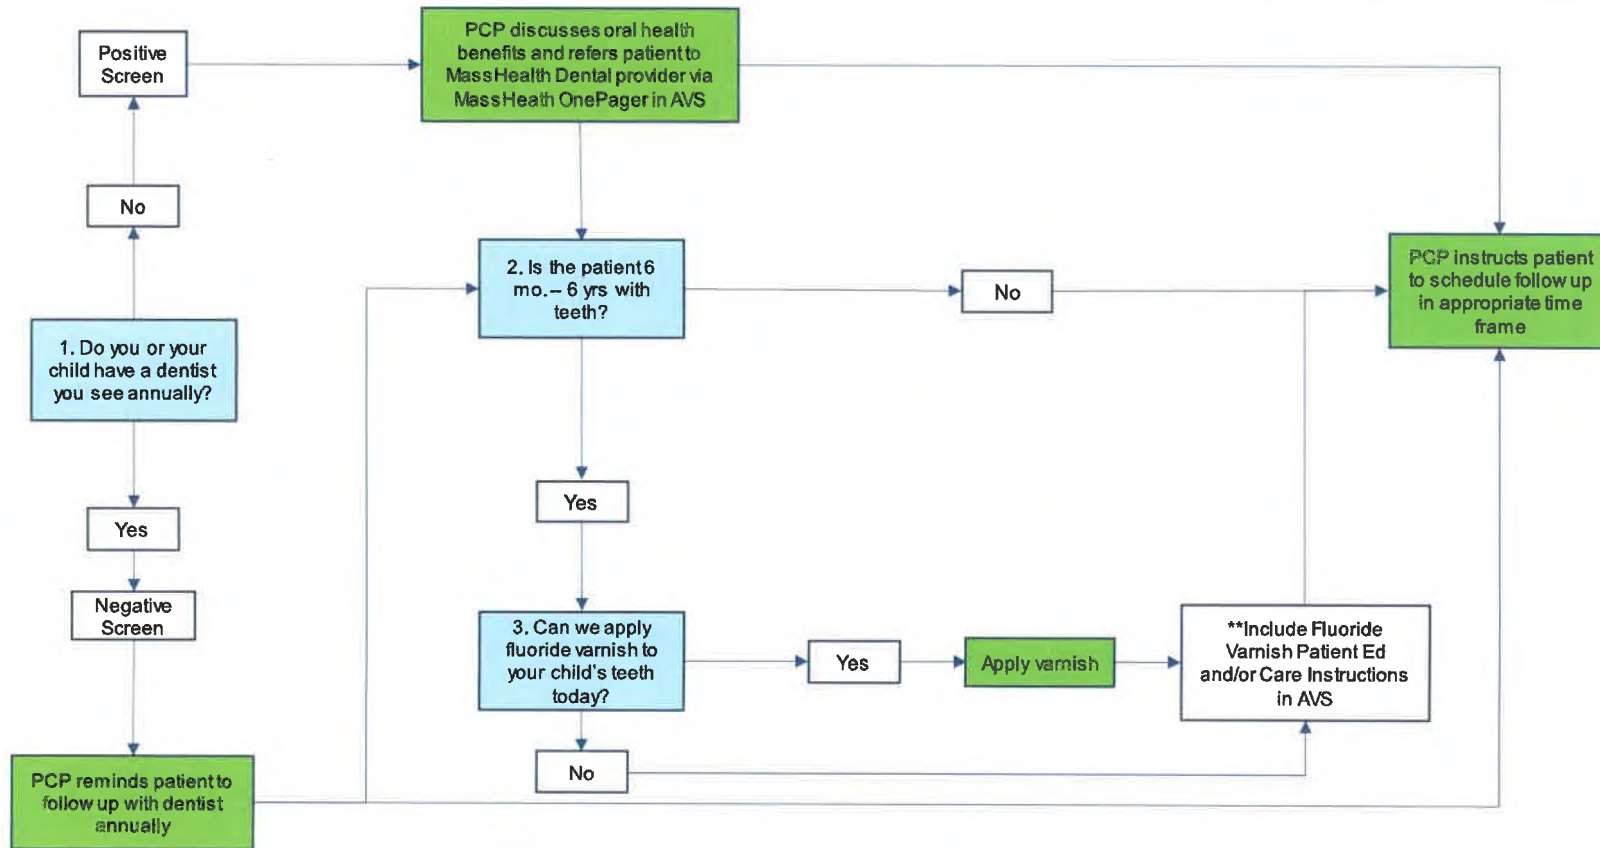 Positive
Screen
PCP discusses oral health
benefits and refers patient to
MassHealth Dental provider via
MassHeath OnePager in AVS
No
1. Do you or your
child have a dentist
you see annually?
Yes
Negative
Screen
PCP reminds patient to
follow up with dentist
annually
2. Is the patient 6
mo. – 6 yrs with
teeth?
No
PCP instructs patient
to schedule follow up
in appropriate time
frame
Yes
3. Can we apply
fluoride varnish to
your child's teeth
today?
Yes
Apply varnish
**Include Fluoride
Varnish Patient Ed
and/or Care Instructions
in AVS
No